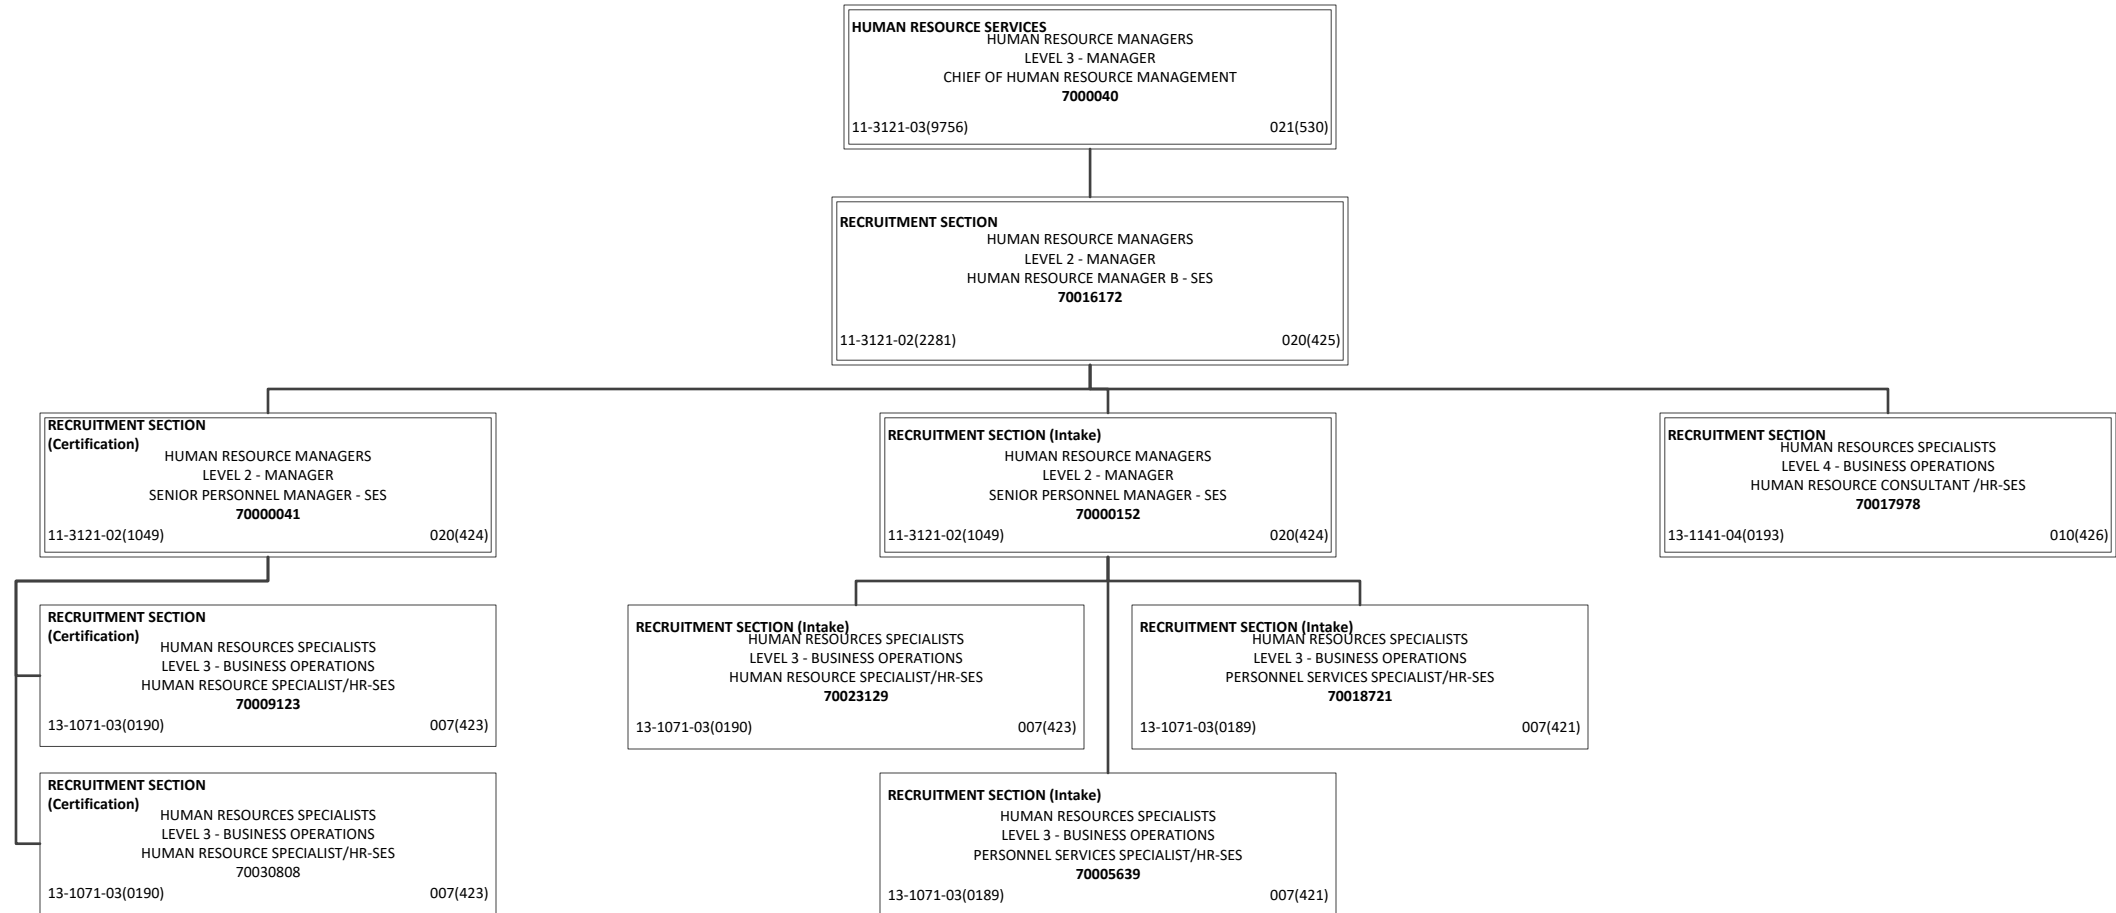 HUMAN RESOURCE SERVICES
HUMAN RESOURCE MANAGERS
LEVEL 3 - MANAGER
CHIEF OF HUMAN RESOURCE MANAGEMENT
7000040
11-3121-03(9756) 021(530)
RECRUITMENT SECTION
HUMAN RESOURCE MANAGERS
LEVEL 2 - MANAGER
HUMAN RESOURCE MANAGER B - SES
70016172
11-3121-02(2281) 020(425)
RECRUITMENT SECTION
(Certification)
HUMAN RESOURCE MANAGERS
LEVEL 2 - MANAGER
SENIOR PERSONNEL MANAGER - SES
70000041
11-3121-02(1049) 020(424)
RECRUITMENT SECTION (Intake)
HUMAN RESOURCE MANAGERS
LEVEL 2 - MANAGER
SENIOR PERSONNEL MANAGER - SES
70000152
11-3121-02(1049) 020(424)
RECRUITMENT SECTION
HUMAN RESOURCES SPECIALISTS
LEVEL 4 - BUSINESS OPERATIONS
HUMAN RESOURCE CONSULTANT /HR-SES
70017978
13-1141-04(0193) 010(426)
RECRUITMENT SECTION
(Certification)
HUMAN RESOURCES SPECIALISTS
LEVEL 3 - BUSINESS OPERATIONS
HUMAN RESOURCE SPECIALIST/HR-SES
70009123
13-1071-03(0190) 007(423)
RECRUITMENT SECTION (Intake)
HUMAN RESOURCES SPECIALISTS
LEVEL 3 - BUSINESS OPERATIONS
HUMAN RESOURCE SPECIALIST/HR-SES
70023129
13-1071-03(0190) 007(423)
RECRUITMENT SECTION (Intake)
HUMAN RESOURCES SPECIALISTS
LEVEL 3 - BUSINESS OPERATIONS
PERSONNEL SERVICES SPECIALIST/HR-SES
70018721
13-1071-03(0189) 007(421)
RECRUITMENT SECTION
(Certification)
HUMAN RESOURCES SPECIALISTS
LEVEL 3 - BUSINESS OPERATIONS
HUMAN RESOURCE SPECIALIST/HR-SES
70030808
13-1071-03(0190) 007(423)
RECRUITMENT SECTION (Intake)
HUMAN RESOURCES SPECIALISTS
LEVEL 3 - BUSINESS OPERATIONS
PERSONNEL SERVICES SPECIALIST/HR-SES
70005639
13-1071-03(0189) 007(421)